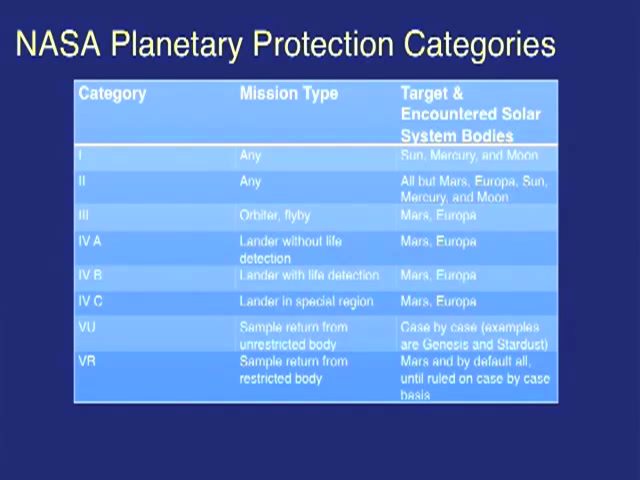 NASA Planetary Protection Categories
Category Mission Type Target &
Encountered Solar
System Bodies
I Any Sun, Mercury, and Moon
II Any All but Mars, Europa, Sun,
Mercury, and Moon
III Orbiter, flyby Mars, Europa
IV A Lander without life Mars, Europa
detection
IV B Lander with life detection Mars, Europa
IV C Lander in special region Mars, Europa
VU Sample return from Case by case (examples
unrestricted body are Genesis and Stardust)
VR Sample return from Mars and by default all,
restricted body until ruled on case by case
basis